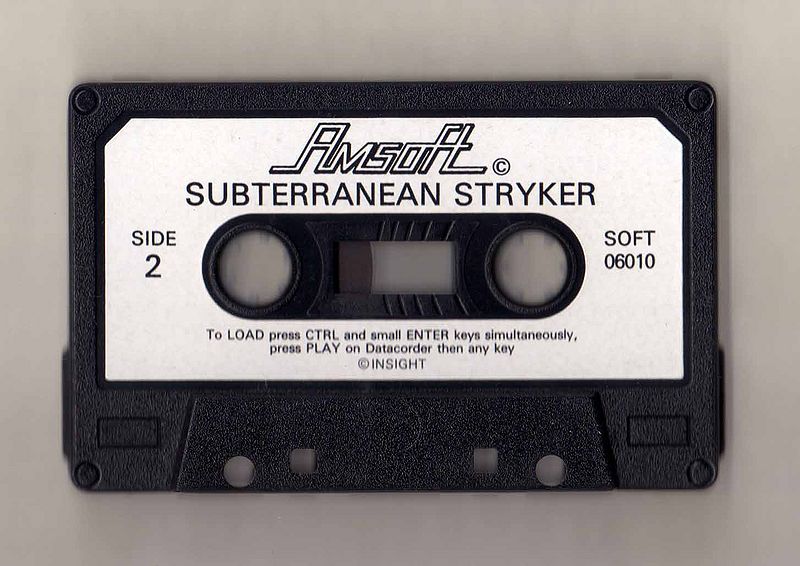 Amsoft ©
SUBTERRANEAN STRYKER
SIDE
2
SOFT
06010
To LOAD press CTRL and small ENTER keys simultaneously,
press PLAY on Datacorder then any key
©INSIGHT